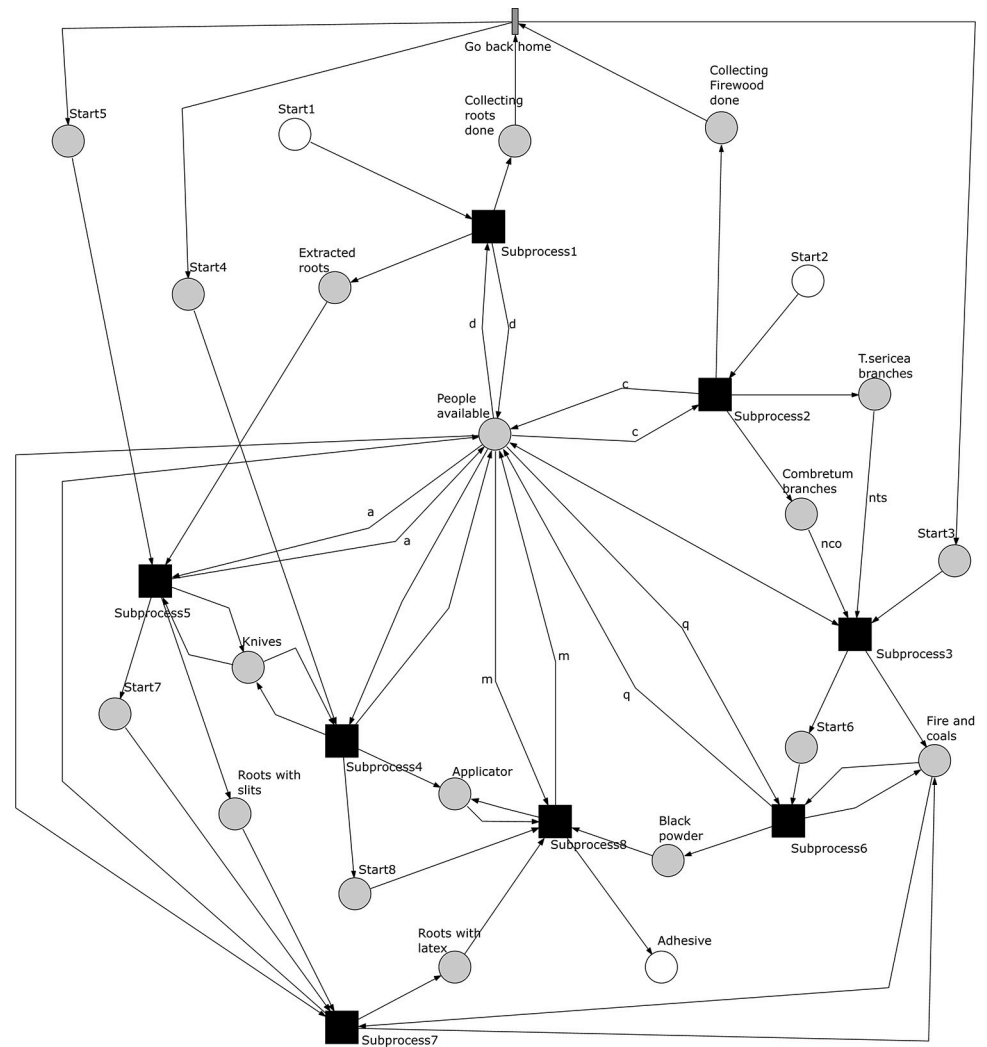 Go back home
Collecting
Firewood
done
Start5
Start1
Collecting
roots
done
Subprocess1
Extracted
roots
Start4
Start2
d
d
T.sericea
branches
c
People
available
Subprocess2
c
Combretum
branches
nts
a
nco
Start3
a
Subprocess5
q
Knives
m
Subprocess3
m
Start7
q
Start6
Fire and
coals
Subprocess4
Roots with
slits
Applicator
Black
powder
Subprocess8
Subprocess6
Start8
Roots with
latex
Adhesive
Subprocess7